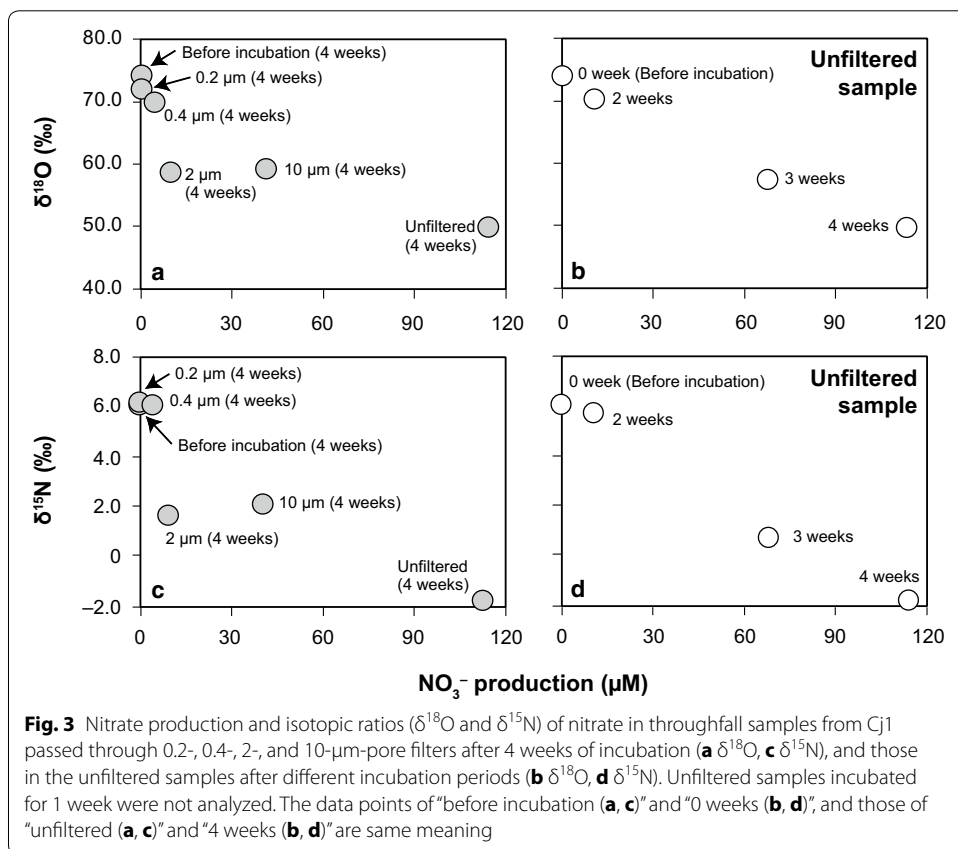 80.0
70.0
60.0
50.0
40.0
δ¹⁸O (‰)
Before incubation (4 weeks)
0.2 µm (4 weeks)
0.4 µm (4 weeks)
2 µm
(4 weeks)
10 µm (4 weeks)
Unfiltered
(4 weeks)
a
0 30 60 90 120
Unfiltered
sample
0 week (Before incubation)
2 weeks
3 weeks
4 weeks
b
0 30 60 90 120
8.0
6.0
4.0
2.0
0
–2.0
δ¹⁵N (‰)
0.2 µm (4 weeks)
0.4 µm (4 weeks)
Before incubation (4 weeks)
10 µm (4 weeks)
2 µm (4 weeks)
Unfiltered
(4 weeks)
c
0 30 60 90 120
Unfiltered
sample
0 week (Before incubation)
2 weeks
3 weeks
4 weeks
d
0 30 60 90 120
NO₃⁻ production (µM)
Fig. 3 Nitrate production and isotopic ratios (δ¹⁸O and δ¹⁵N) of nitrate in throughfall samples from Cj1
passed through 0.2-, 0.4-, 2-, and 10-µm-pore filters after 4 weeks of incubation (a δ¹⁸O, c δ¹⁵N), and those
in the unfiltered samples after different incubation periods (b δ¹⁸O, d δ¹⁵N). Unfiltered samples incubated
for 1 week were not analyzed. The data points of “before incubation (a, c)” and “0 weeks (b, d)”, and those of
“unfiltered (a, c)” and “4 weeks (b, d)” are same meaning